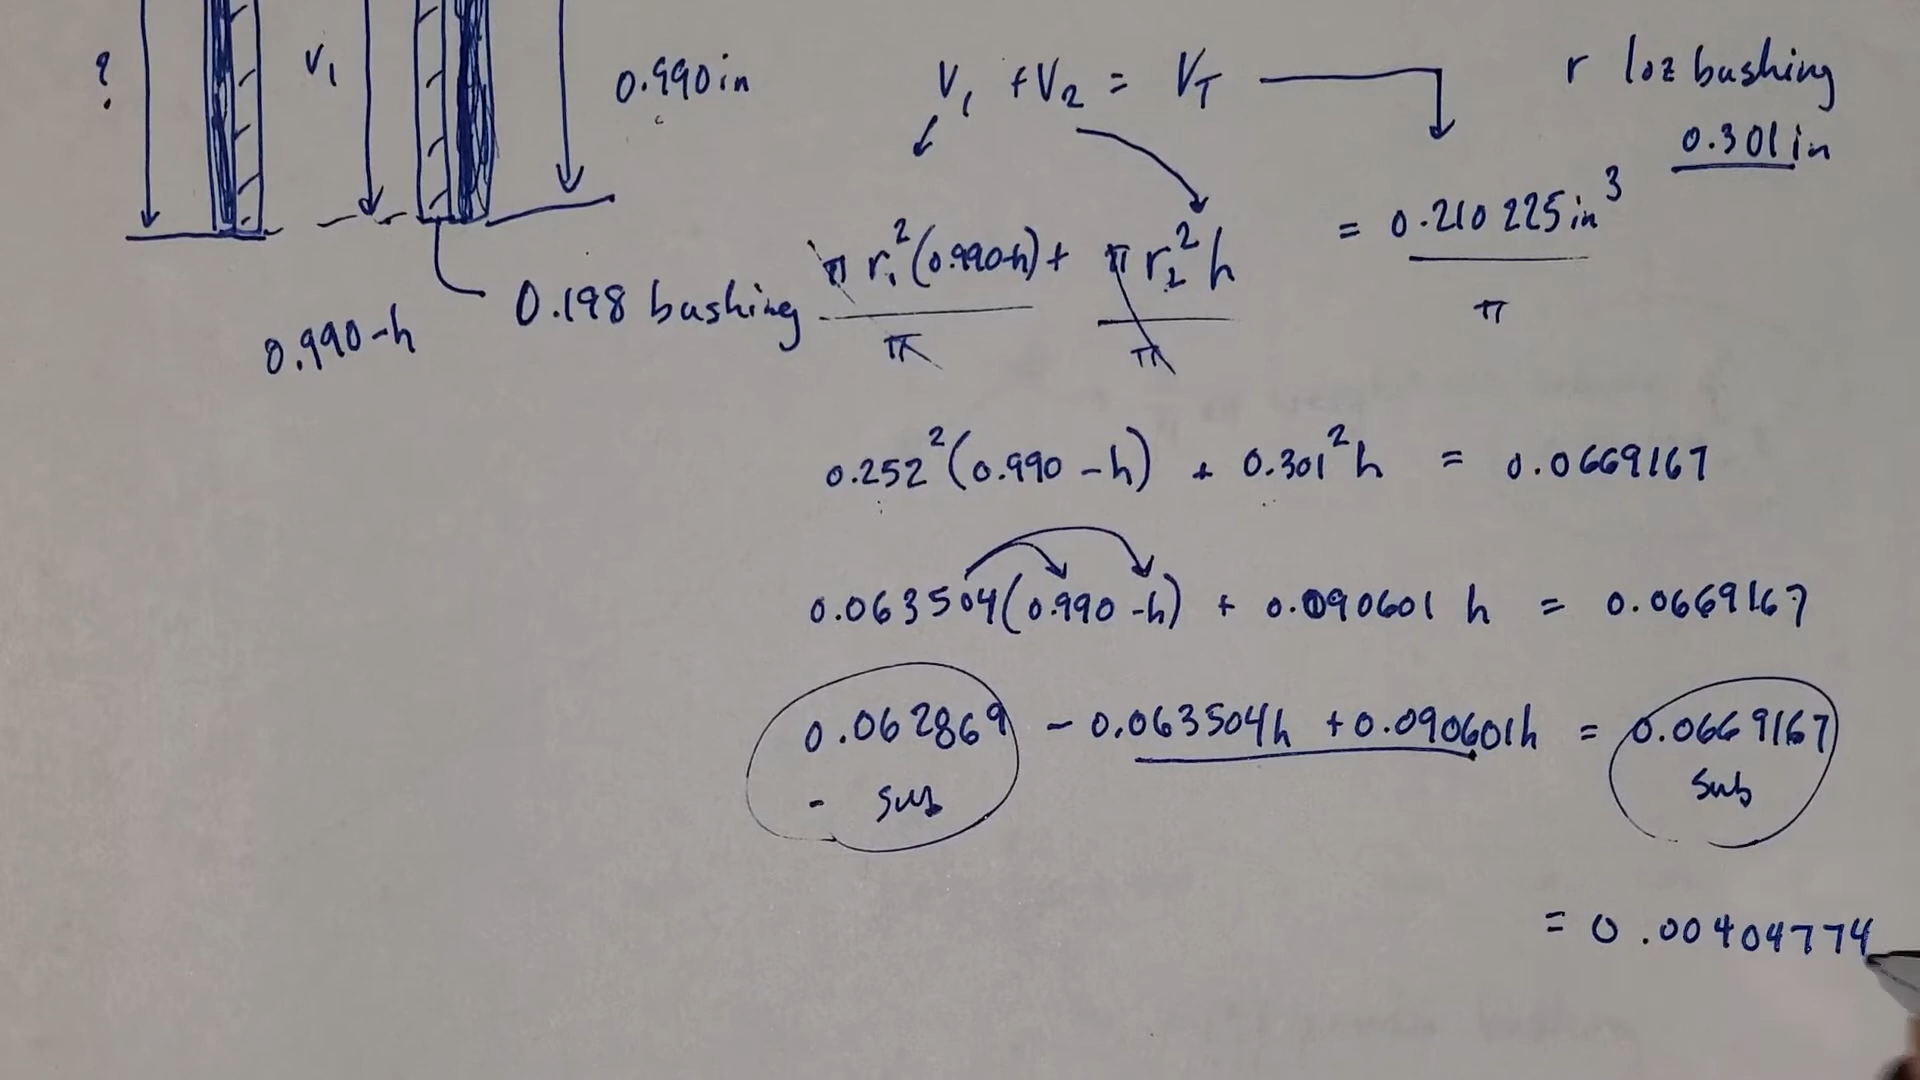 ?
V₁
0.990in
V₁ + V₂ = V_T
r 1oz bushing
0.301in
π r₁²(0.990-h) + π r₂² h = 0.210225in³
π π π
0.198 bushing
0.990-h
0.252²(0.990 - h) + 0.301² h = 0.0669167
0.063504(0.990 - h) + 0.090601 h = 0.0669167
0.062869 - 0.063504h + 0.090601h = 0.0669167
- sub sub
= 0.00404774